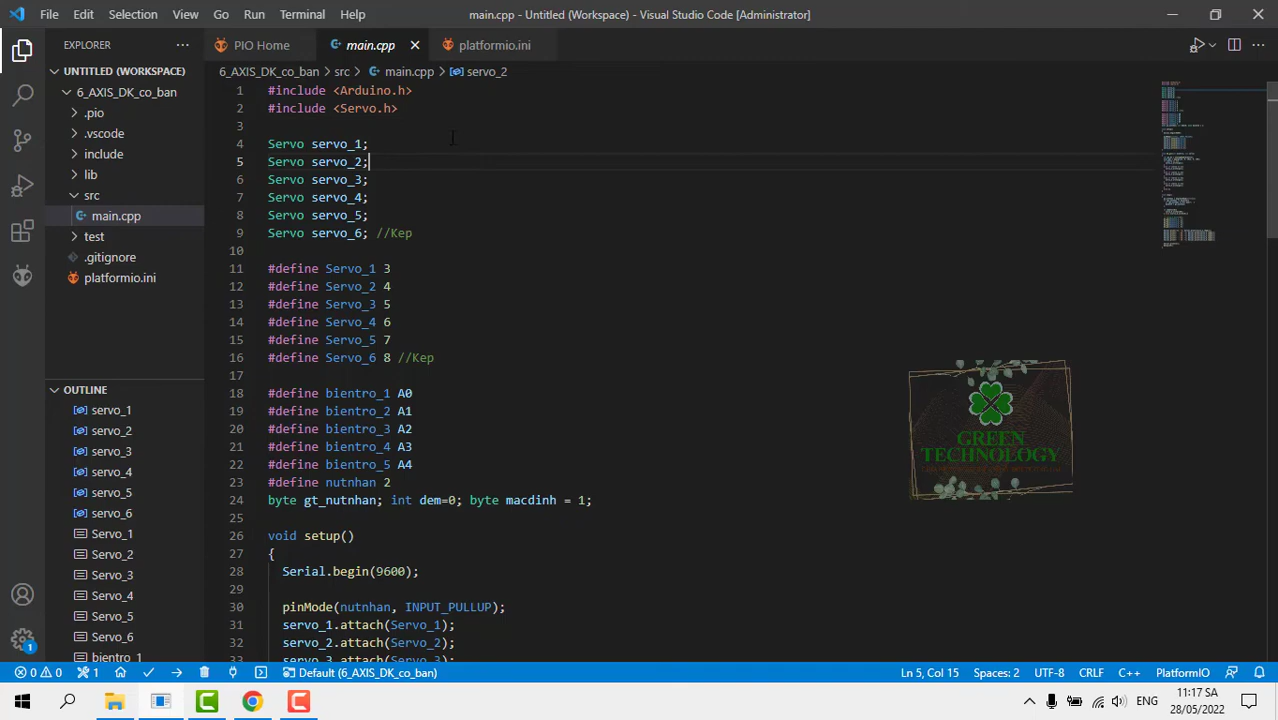 File Edit Selection View Go Run Terminal Help main.cpp - Untitled (Workspace) - Visual Studio Code [Administrator]
EXPLORER
PIO Home main.cpp platformio.ini
UNTITLED (WORKSPACE)
6_AXIS_DK_co_ban
.pio
.vscode
include
lib
src
main.cpp
test
.gitignore
platformio.ini
OUTLINE
servo_1
servo_2
servo_3
servo_4
servo_5
servo_6
Servo_1
Servo_2
Servo_3
Servo_4
Servo_5
Servo_6
bientro_1
6_AXIS_DK_co_ban > src > main.cpp > servo_2
1 #include <Arduino.h>
2 #include <Servo.h>
3
4 Servo servo_1;
5 Servo servo_2;
6 Servo servo_3;
7 Servo servo_4;
8 Servo servo_5;
9 Servo servo_6; //Kep
10
11 #define Servo_1 3
12 #define Servo_2 4
13 #define Servo_3 5
14 #define Servo_4 6
15 #define Servo_5 7
16 #define Servo_6 8 //Kep
17
18 #define bientro_1 A0
19 #define bientro_2 A1
20 #define bientro_3 A2
21 #define bientro_4 A3
22 #define bientro_5 A4
23 #define nutnhan 2
24 byte gt_nutnhan; int dem=0; byte macdinh = 1;
25
26 void setup()
27 {
28 Serial.begin(9600);
29
30 pinMode(nutnhan, INPUT_PULLUP);
31 servo_1.attach(Servo_1);
32 servo_2.attach(Servo_2);
33 servo_3.attach(Servo_3);
GREEN
TECHNOLOGY
0 0 1 Default (6_AXIS_DK_co_ban) Ln 5, Col 15 Spaces: 2 UTF-8 CRLF C++ PlatformIO
1
ENG
11:17 SA
28/05/2022